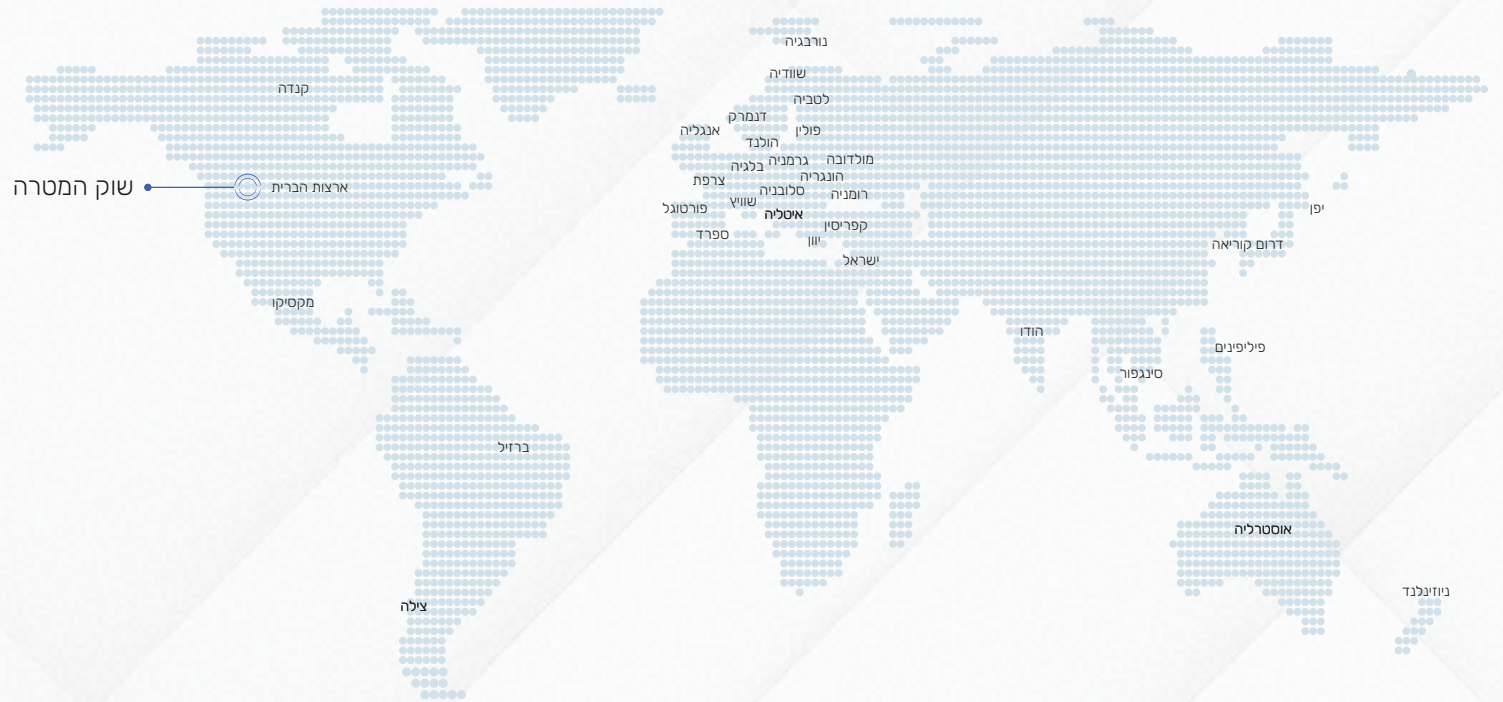 נורבגיה
שוודיה
קנדה
לטביה
דנמרק
אנגליה
פולין
הולנד
מולדובה
גרמניה
בלגיה
הונגריה
צרפת
שוק המטרה
ארצות הברית
סלובניה
רומניה
שוויץ
פורטוגל
איטליה
יפן
קפריסין
ספרד
יוון
דרום קוריאה
ישראל
מקסיקו
הודו
פיליפינים
סינגפור
ברזיל
אוסטרליה
ניוזינלנד
צילה